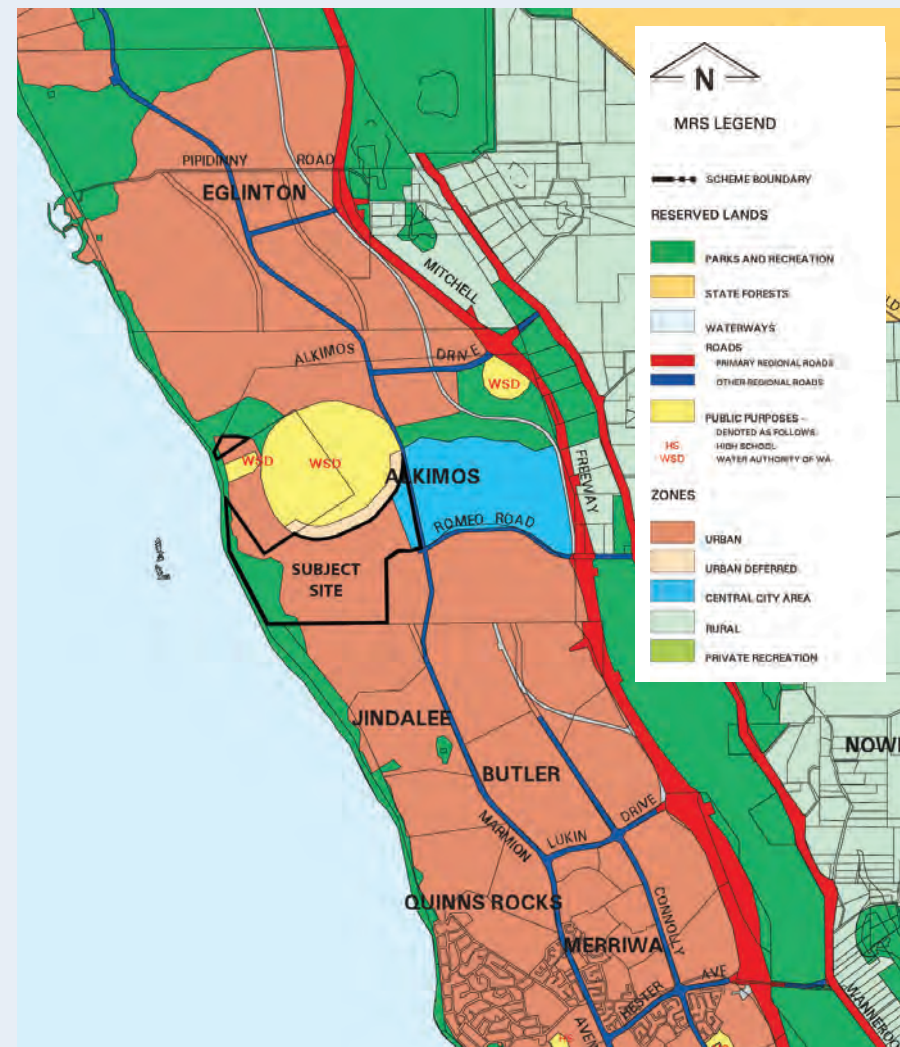 N
MRS LEGEND
SCHEME BOUNDARY
RESERVED LANDS
PARKS AND RECREATION
STATE FORESTS
WATERWAYS
ROADS
PRIMARY REGIONAL ROADS
OTHER REGIONAL ROADS
PUBLIC PURPOSES -
DENOTED AS FOLLOWS
HS HIGH SCHOOL
WSD WATER AUTHORITY OF WA
ZONES
URBAN
URBAN DEFERRED
CENTRAL CITY AREA
RURAL
PRIVATE RECREATION
PIPIDINNY ROAD
EGLINTON
MITCHELL
FREEWAY
ALKIMOS DRIVE
WSD
WSD
WSD
ALKIMOS
ROMEO ROAD
SUBJECT
SITE
JINDALEE
BUTLER
NOW
MARMION
LUKIN DRIVE
QUINNS ROCKS
CONNOLLY
MERRIWA
HESTER AVE
AVEN
WANNEROO
HS